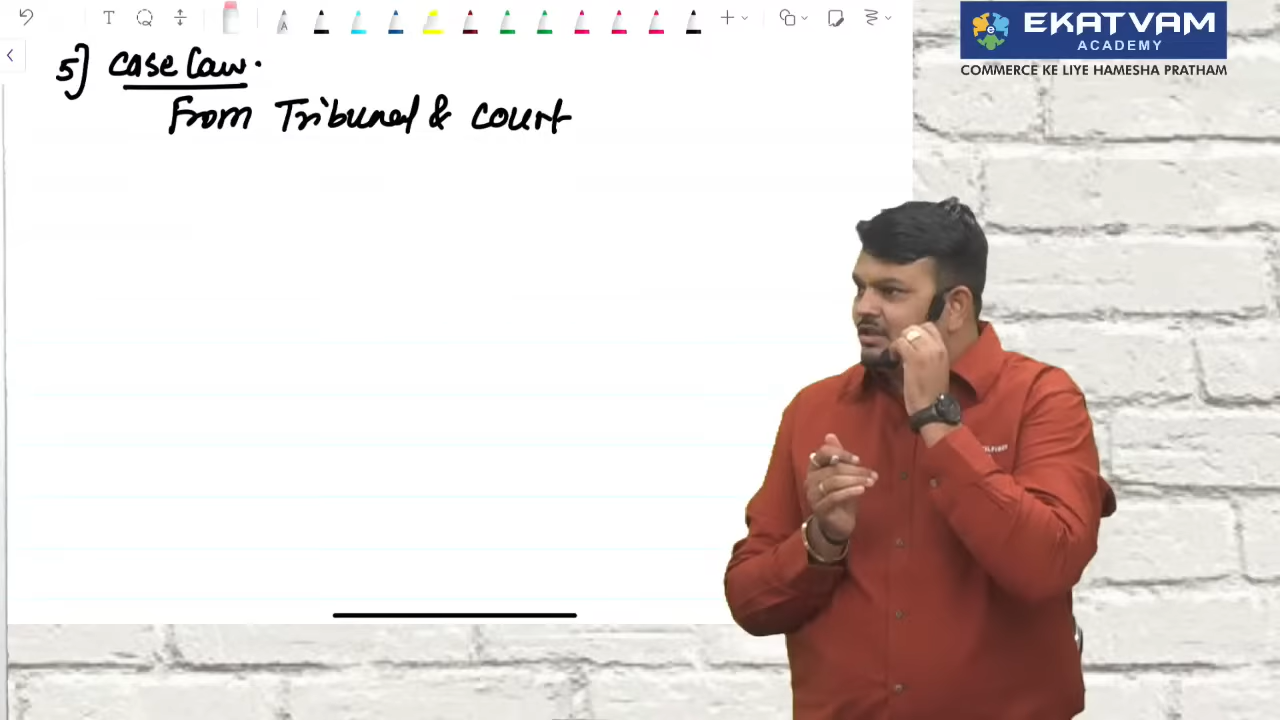 EKATVAM
ACADEMY
COMMERCE KE LIYE HAMESHA PRATHAM
5) case law.
From Tribunal & court